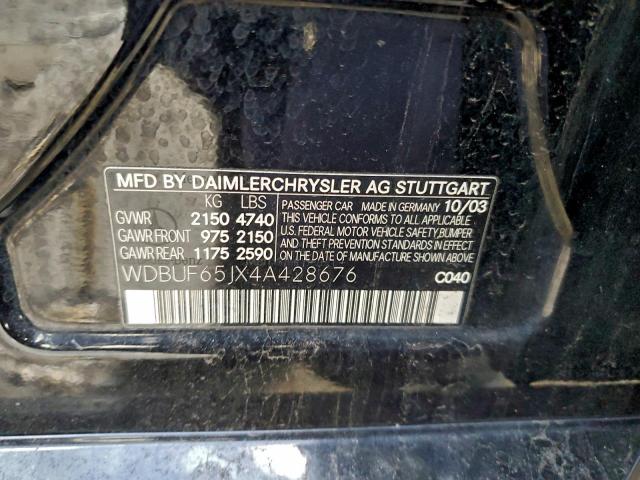 MFD BY DAIMLERCHRYSLER AG STUTTGART
KG LBS
GVWR 2150 4740
GAWR FRONT 975 2150
GAWR REAR 1175 2590
PASSENGER CAR MADE IN GERMANY 10/03
THIS VEHICLE CONFORMS TO ALL APPLICABLE
U.S. FEDERAL MOTOR VEHICLE SAFETY,BUMPER
AND THEFT PREVENTION STANDARDS IN EFFECT
ON THE DATE OF MANUFACTURE SHOWN ABOVE
WDBUF65JX4A428676 C040